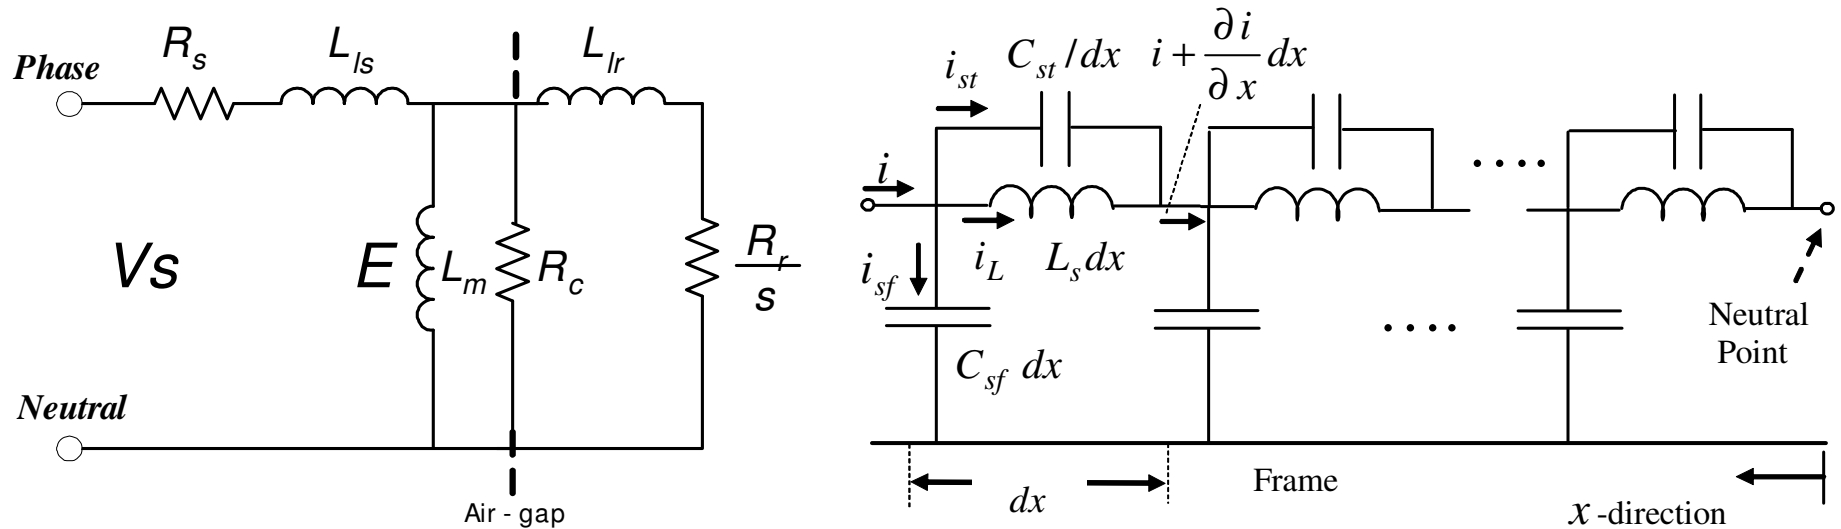 Phase
R_s
L_ls
L_lr
Vs
E
L_m
R_c
R_r
s
Neutral
Air - gap
i_st
C_st /dx
i + ∂i/∂x dx
i
i_sf
i_L
L_s dx
C_sf dx
....
....
Neutral
Point
dx
Frame
x -direction